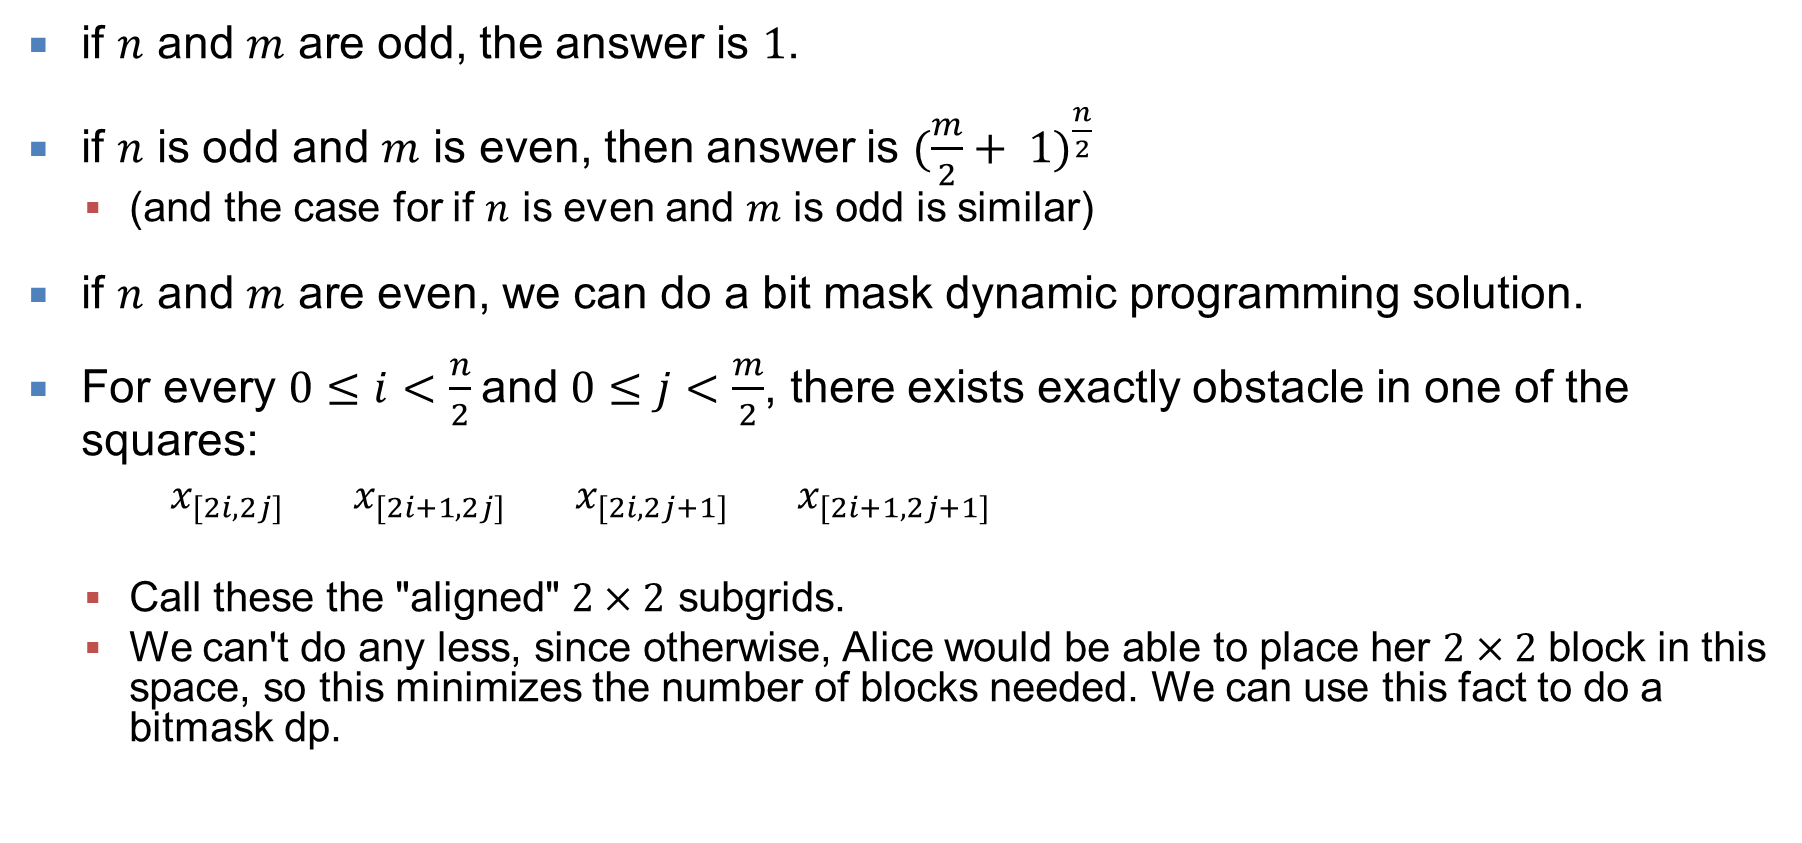 ▪ if n and m are odd, the answer is 1.
▪ if n is odd and m is even, then answer is (m/2 + 1)^(n/2)
▪ (and the case for if n is even and m is odd is similar)
▪ if n and m are even, we can do a bit mask dynamic programming solution.
▪ For every 0 ≤ i < n/2 and 0 ≤ j < m/2, there exists exactly obstacle in one of the
squares:
x[2i,2j] x[2i+1,2j] x[2i,2j+1] x[2i+1,2j+1]
▪ Call these the "aligned" 2 × 2 subgrids.
▪ We can't do any less, since otherwise, Alice would be able to place her 2 × 2 block in this
space, so this minimizes the number of blocks needed. We can use this fact to do a
bitmask dp.